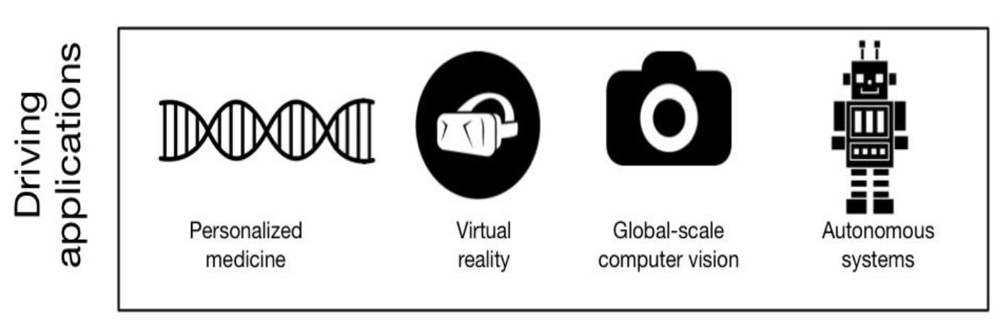 Driving
applications
Personalized
medicine
Virtual
reality
Global-scale
computer vision
Autonomous
systems